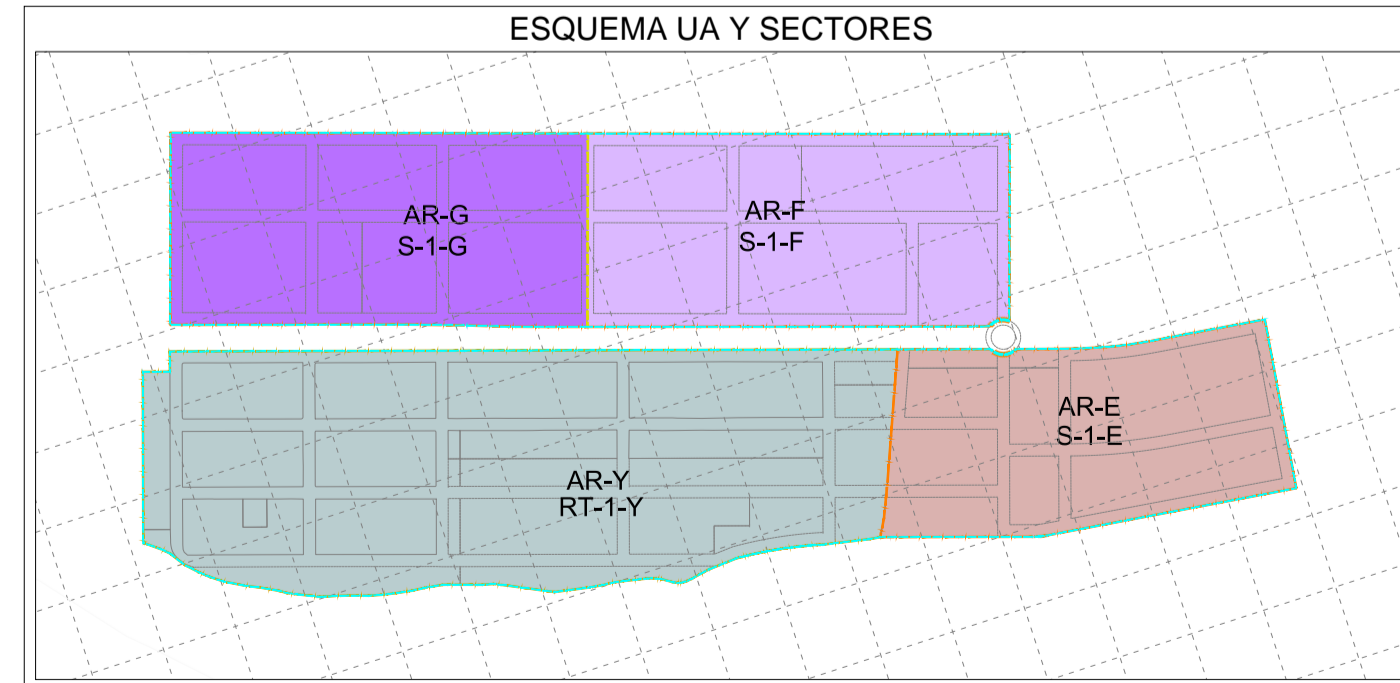 ESQUEMA UA Y SECTORES
AR-G
S-1-G
AR-F
S-1-F
AR-E
S-1-E
AR-Y
RT-1-Y